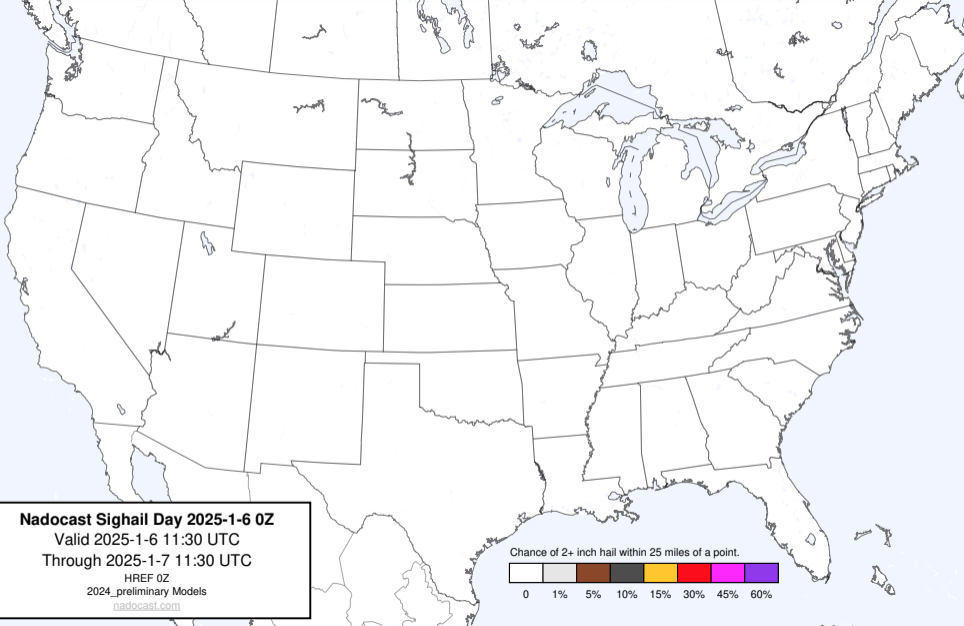 Nadocast Sighail Day 2025-1-6 0Z
Valid 2025-1-6 11:30 UTC
Through 2025-1-7 11:30 UTC
HREF 0Z
2024_preliminary Models
nadocast.com
Chance of 2+ inch hail within 25 miles of a point.
0 1% 5% 10% 15% 30% 45% 60%